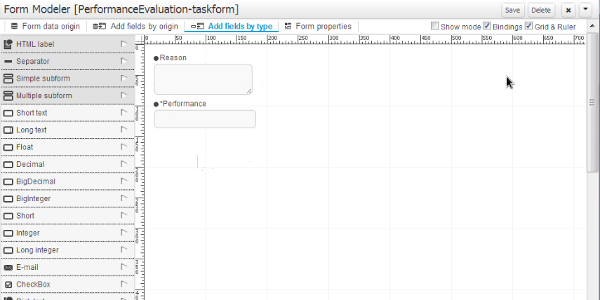 Form Modeler [PerformanceEvaluation-taskform]
Save Delete
Form data origin Add fields by origin Add fields by type Form properties Show mode Bindings Grid & Ruler
HTML label
Separator
Simple subform
Multiple subform
Short text
Long text
Float
Decimal
BigDecimal
BigInteger
Short
Integer
Long integer
E-mail
CheckBox
0 50 100 150 200 250 300 350 400 450 500 550 600 650 700
Reason
*Performance